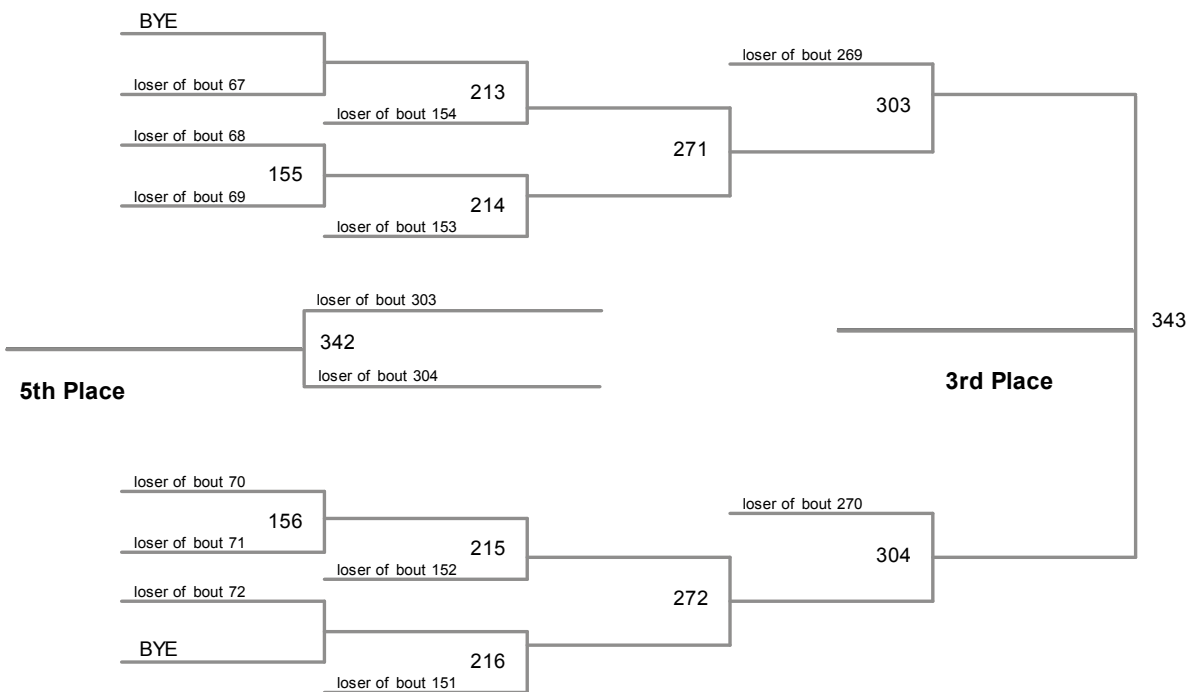 BYE
loser of bout 67
213
loser of bout 154
loser of bout 68
155
loser of bout 69
214
loser of bout 153
271
loser of bout 269
303
loser of bout 303
342
loser of bout 304
5th Place
343
3rd Place
loser of bout 70
156
loser of bout 71
215
loser of bout 152
loser of bout 72
BYE
216
loser of bout 151
272
loser of bout 270
304